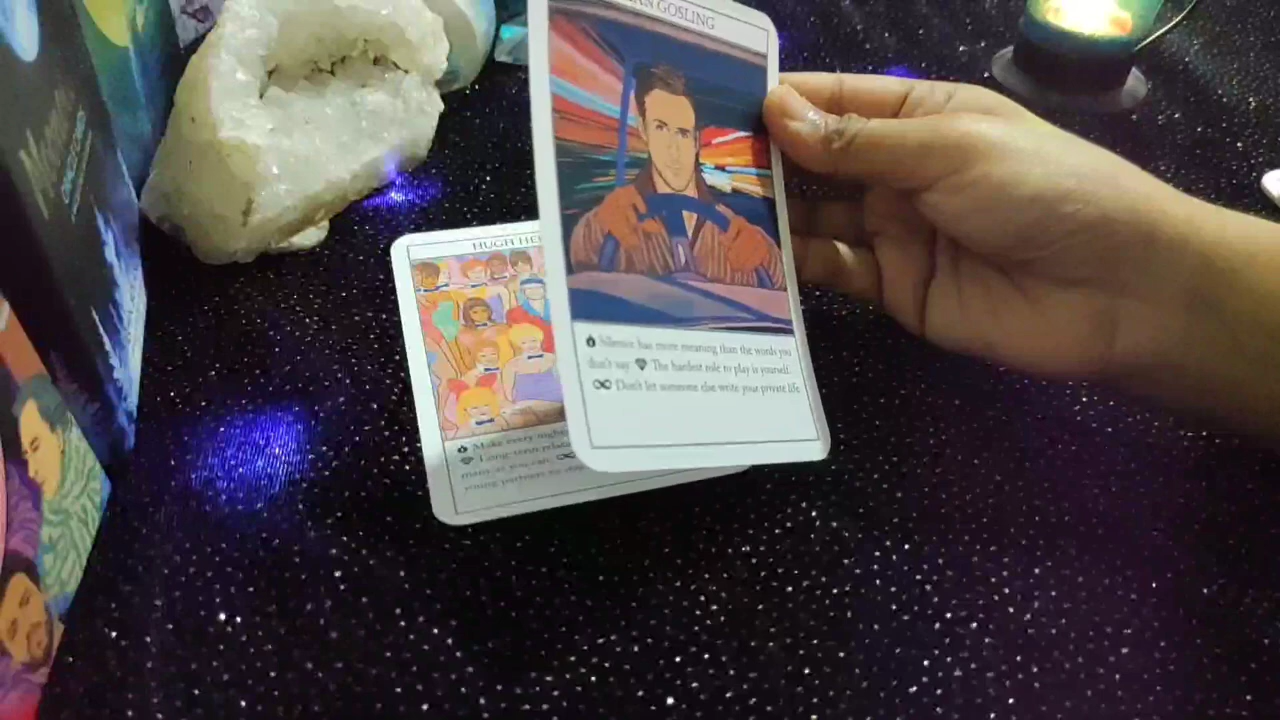 AN GOSLING
Silence has more meaning than the words you
don't say. The hardest role to play is yourself.
Don't let someone else write your private life
HUGH HE
Make every night
Long-term relat
many as you can.
young partners to